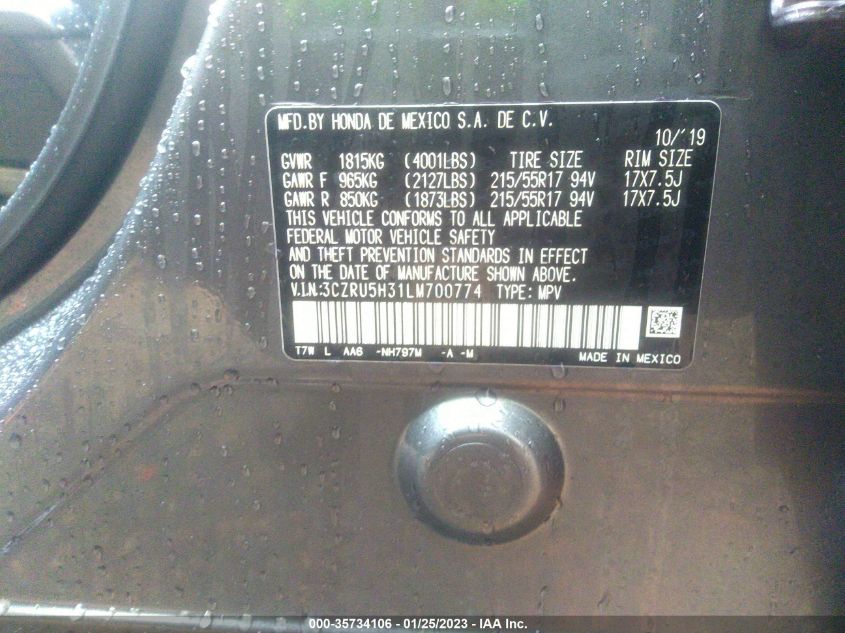 MFD.BY HONDA DE MEXICO S.A. DE C.V.
10/'19
GVWR 1815KG (4001LBS) TIRE SIZE RIM SIZE
GAWR F 965KG (2127LBS) 215/55R17 94V 17X7.5J
GAWR R 850KG (1873LBS) 215/55R17 94V 17X7.5J
THIS VEHICLE CONFORMS TO ALL APPLICABLE
FEDERAL MOTOR VEHICLE SAFETY
AND THEFT PREVENTION STANDARDS IN EFFECT
ON THE DATE OF MANUFACTURE SHOWN ABOVE.
V.I.N:3CZRU5H31LM700774 TYPE: MPV
T7W L AA6 -NH797M -A -M MADE IN MEXICO
000-35734106 - 01/25/2023 - IAA Inc.